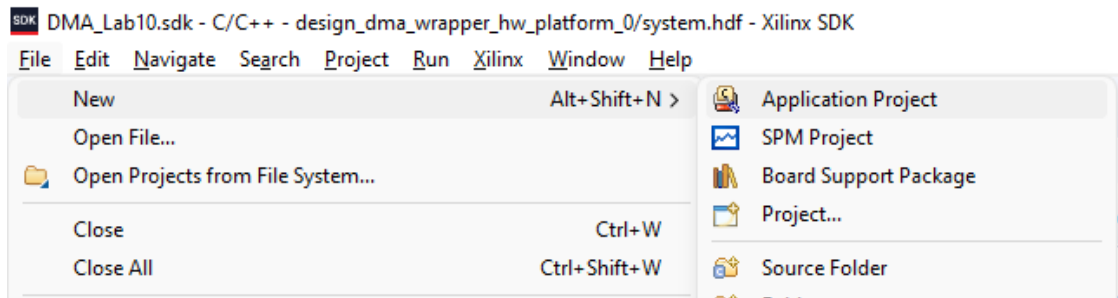 SDK DMA_Lab10.sdk - C/C++ - design_dma_wrapper_hw_platform_0/system.hdf - Xilinx SDK
File Edit Navigate Search Project Run Xilinx Window Help
New Alt+Shift+N >
Open File...
Open Projects from File System...
Close Ctrl+W
Close All Ctrl+Shift+W
Application Project
SPM Project
Board Support Package
Project...
Source Folder